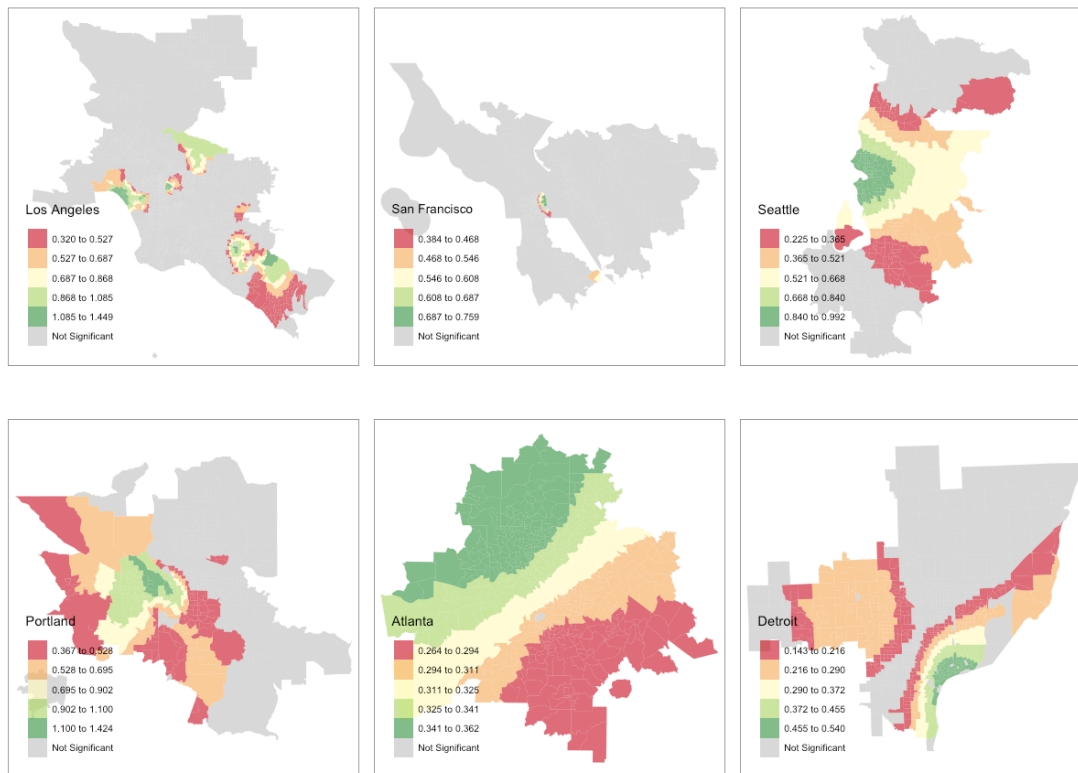 Los Angeles
0.320 to 0.527
0.527 to 0.687
0.687 to 0.868
0.868 to 1.085
1.085 to 1.449
Not Significant
San Francisco
0.384 to 0.468
0.468 to 0.546
0.546 to 0.608
0.608 to 0.687
0.687 to 0.759
Not Significant
Seattle
0.225 to 0.365
0.365 to 0.521
0.521 to 0.668
0.668 to 0.840
0.840 to 0.992
Not Significant
Portland
0.367 to 0.528
0.528 to 0.695
0.695 to 0.902
0.902 to 1.100
1.100 to 1.424
Not Significant
Atlanta
0.264 to 0.294
0.294 to 0.311
0.311 to 0.325
0.325 to 0.341
0.341 to 0.362
Not Significant
Detroit
0.143 to 0.216
0.216 to 0.290
0.290 to 0.372
0.372 to 0.455
0.455 to 0.540
Not Significant